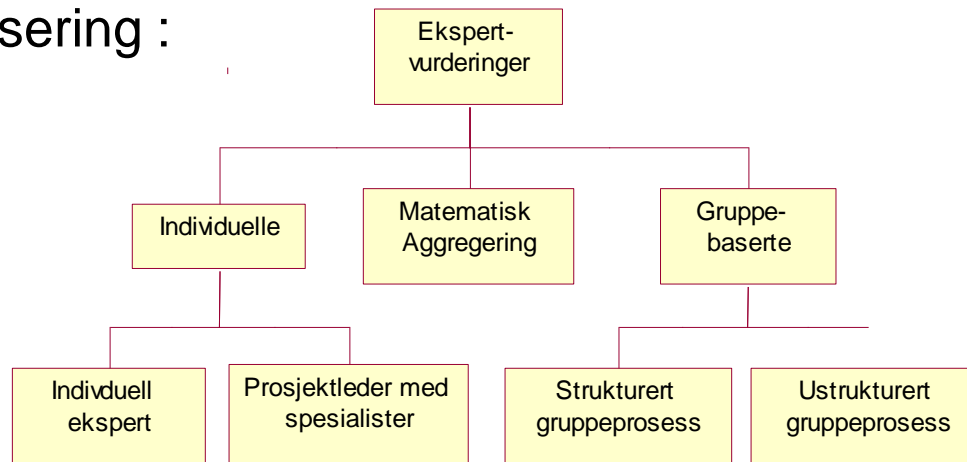 sering :
Ekspert-
vurderinger
Individuelle
Matematisk
Aggregering
Gruppe-
baserte
Indivduell
ekspert
Prosjektleder med
spesialister
Strukturert
gruppeprosess
Ustrukturert
gruppeprosess